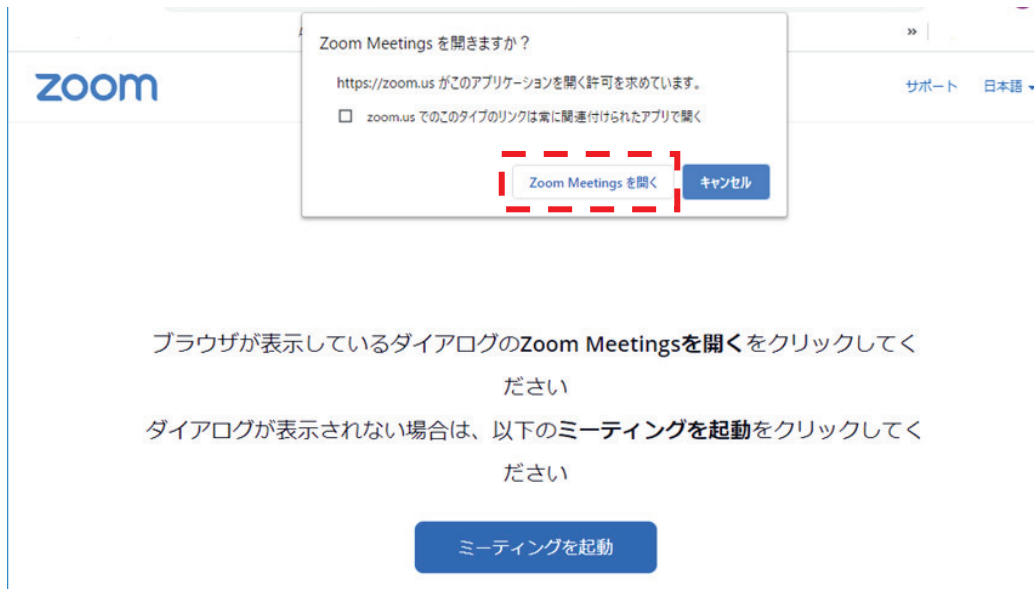 Zoom Meetings を開きますか？
»
https://zoom.us がこのアプリケーションを開く許可を求めています。
zoom.us でのこのタイプのリンクは常に関連付けられたアプリで開く
Zoom Meetings を開く
キャンセル
zoom
サポート
日本語
ブラウザが表示しているダイアログのZoom Meetingsを開くをクリックしてく
ださい
ダイアログが表示されない場合は、以下のミーティングを起動をクリックしてく
ださい
ミーティングを起動